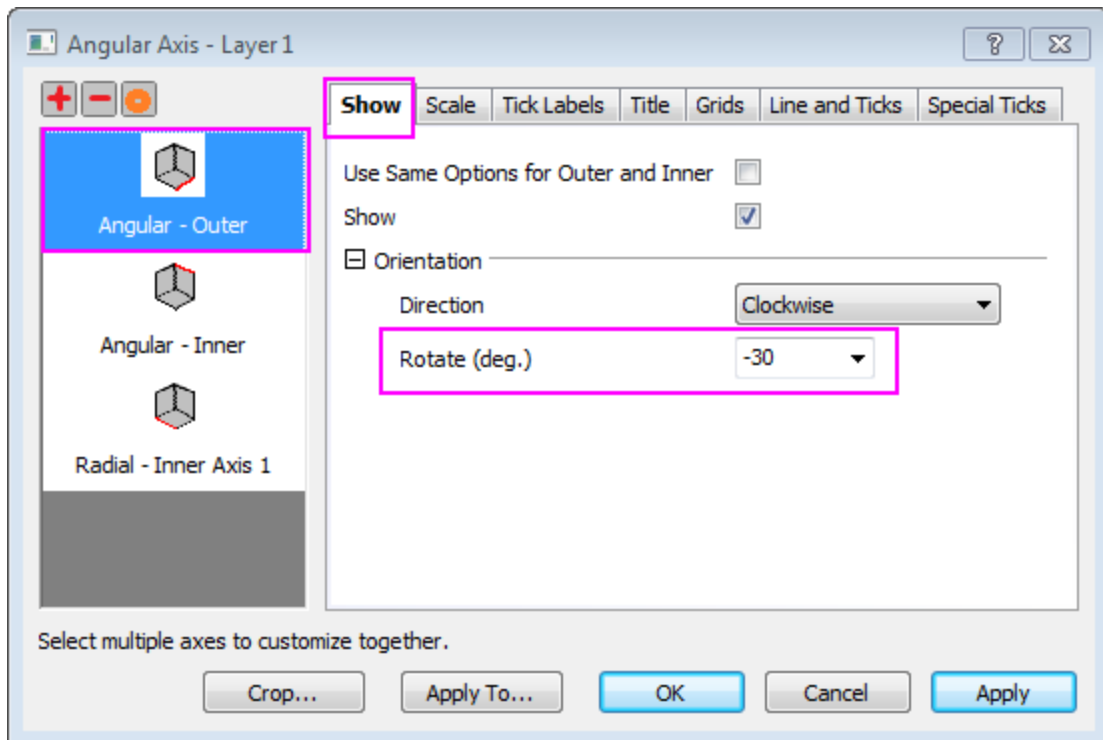 Angular Axis - Layer 1
Show Scale Tick Labels Title Grids Line and Ticks Special Ticks
Angular - Outer
Angular - Inner
Radial - Inner Axis 1
Use Same Options for Outer and Inner
Show
Orientation
Direction Clockwise
Rotate (deg.) -30
Select multiple axes to customize together.
Crop... Apply To... OK Cancel Apply